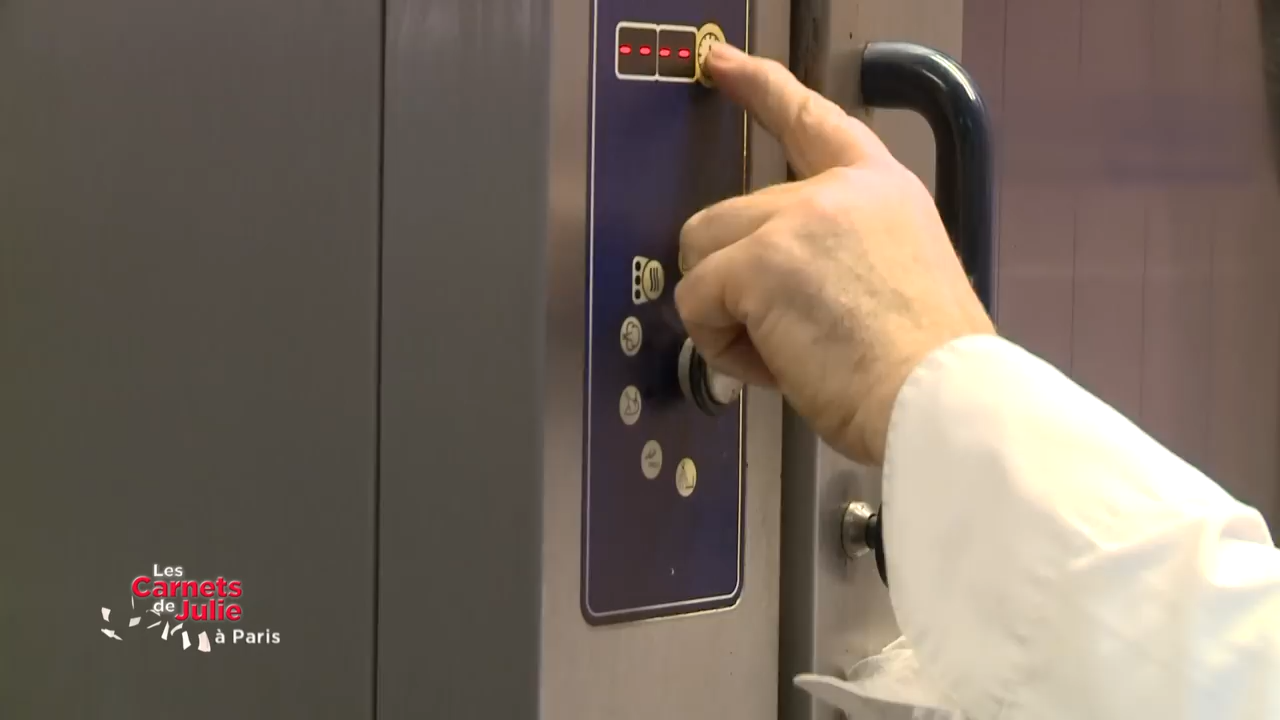 - - - -
Les
Carnets
de Julie
à Paris